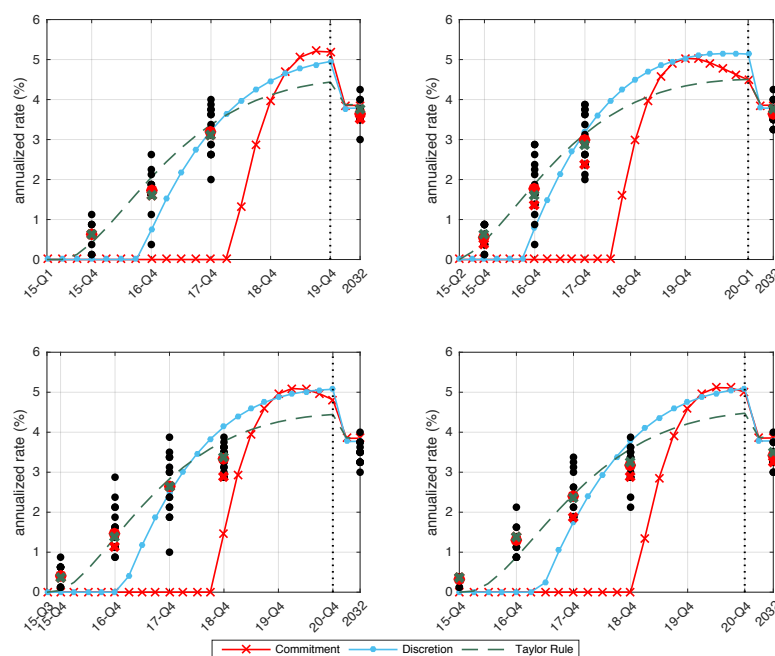 6
5
4
3
2
1
0
annualized rate (%)
15-Q1
15-Q4
16-Q4
17-Q4
18-Q4
19-Q4
2032
6
5
4
3
2
1
0
annualized rate (%)
15-Q2
15-Q4
16-Q4
17-Q4
18-Q4
19-Q4
20-Q1
2032
6
5
4
3
2
1
0
annualized rate (%)
15-Q3
15-Q4
16-Q4
17-Q4
18-Q4
19-Q4
20-Q4
2032
6
5
4
3
2
1
0
annualized rate (%)
15-Q4
16-Q4
17-Q4
18-Q4
19-Q4
20-Q4
2032
Commitment Discretion Taylor Rule